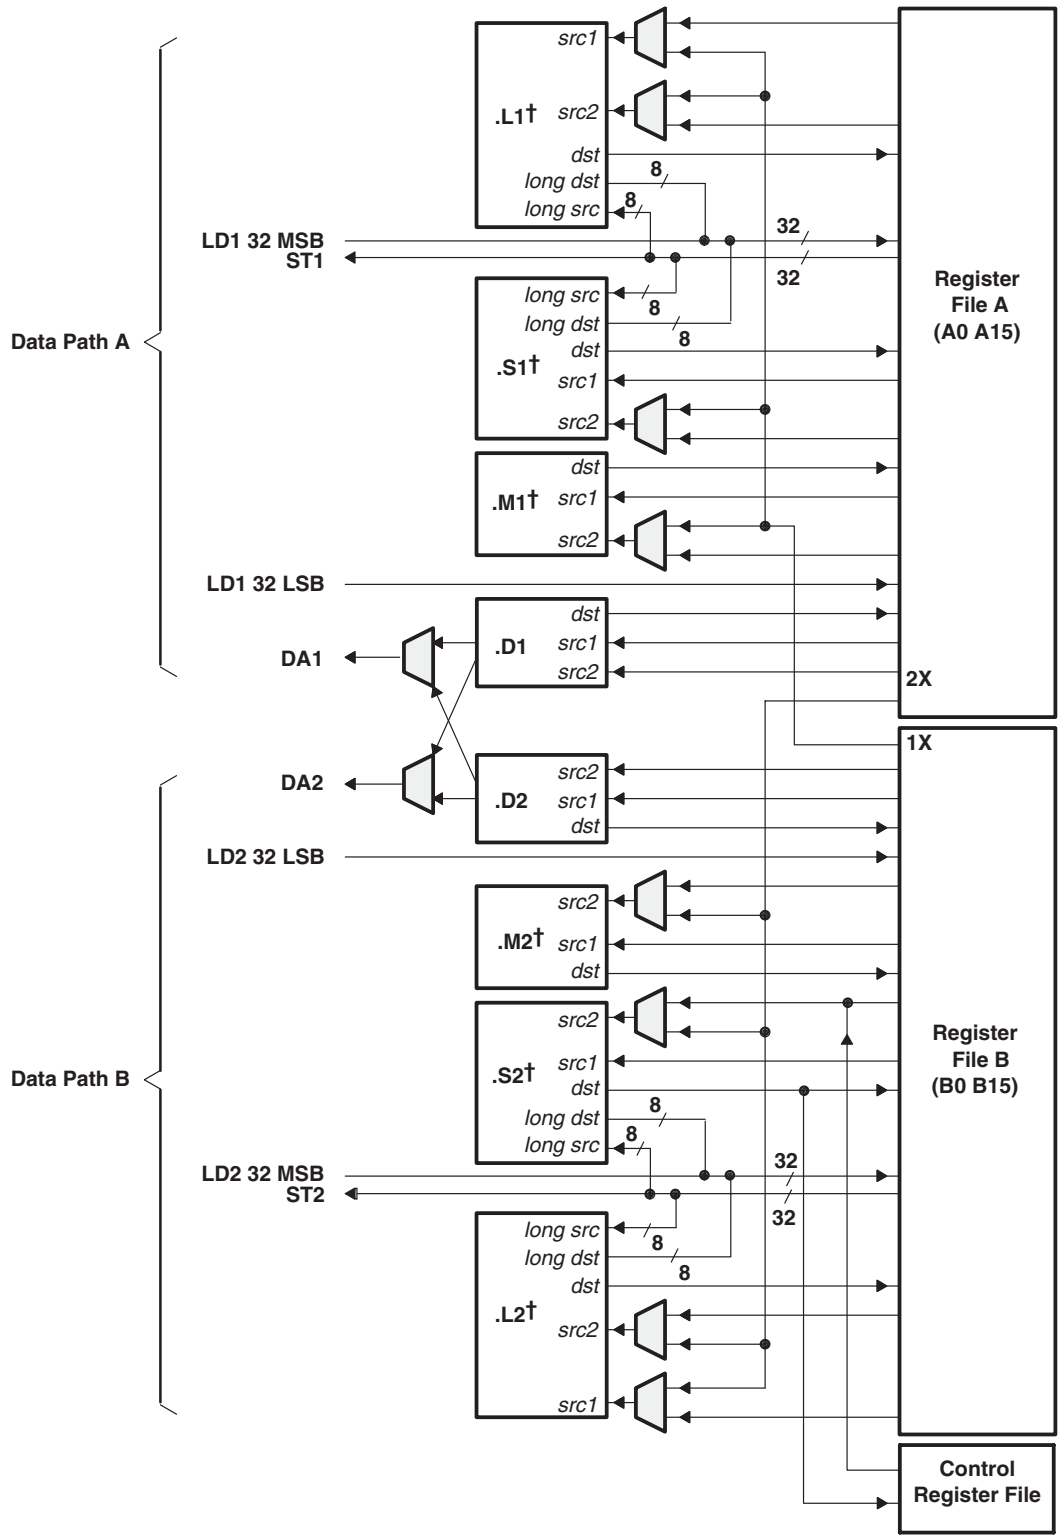 src1
.L1†
src2
dst
long dst
8
long src
8
LD1 32 MSB
32
ST1
32
Register
File A
(A0 A15)
long src
8
long dst
8
Data Path A
dst
.S1†
src1
src2
dst
.M1†
src1
src2
LD1 32 LSB
dst
.D1
src1
DA1
src2
2X
1X
src2
DA2
.D2
src1
dst
LD2 32 LSB
src2
.M2†
src1
dst
src2
Register
File B
(B0 B15)
Data Path B
src1
.S2†
dst
8
long dst
8
long src
LD2 32 MSB
32
ST2
32
long src
8
long dst
8
dst
.L2†
src2
src1
Control
Register File